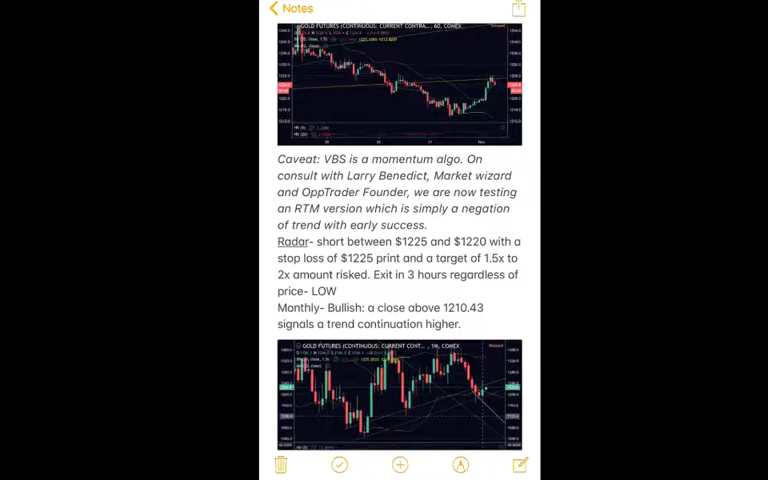 Notes
GOLD FUTURES (CONTINUOUS: CURRENT CONTRA... , 60, COMEX
Caveat: VBS is a momentum algo. On
consult with Larry Benedict, Market wizard
and OppTrader Founder, we are now testing
an RTM version which is simply a negation
of trend with early success.
Radar- short between $1225 and $1220 with a
stop loss of $1225 print and a target of 1.5x to
2x amount risked. Exit in 3 hours regardless of
price- LOW
Monthly- Bullish: a close above 1210.43
signals a trend continuation higher.
GOLD FUTURES (CONTINUOUS: CURRENT CONT... , 1M, COMEX